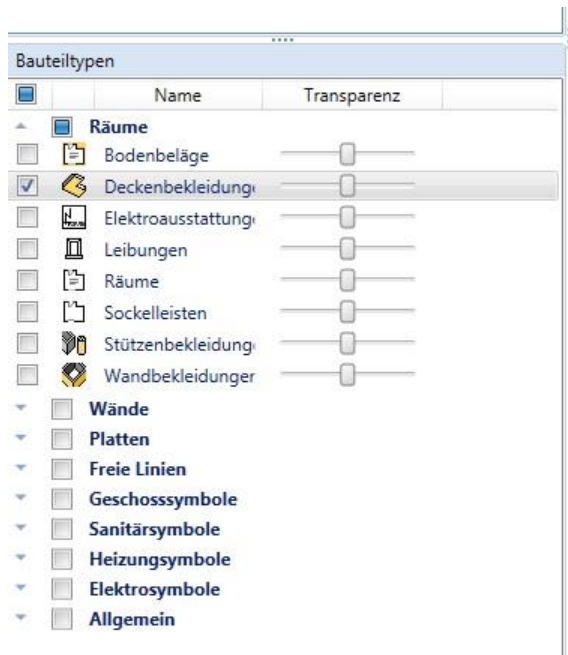 Bauteiltypen
Name Transparenz
Räume
Bodenbeläge
Deckenbekleidung
Elektroausstattung
Leibungen
Räume
Sockelleisten
Stützenbekleidung
Wandbekleidunger
Wände
Platten
Freie Linien
Geschosssymbole
Sanitärsymbole
Heizungsymbole
Elektrosymbole
Allgemein